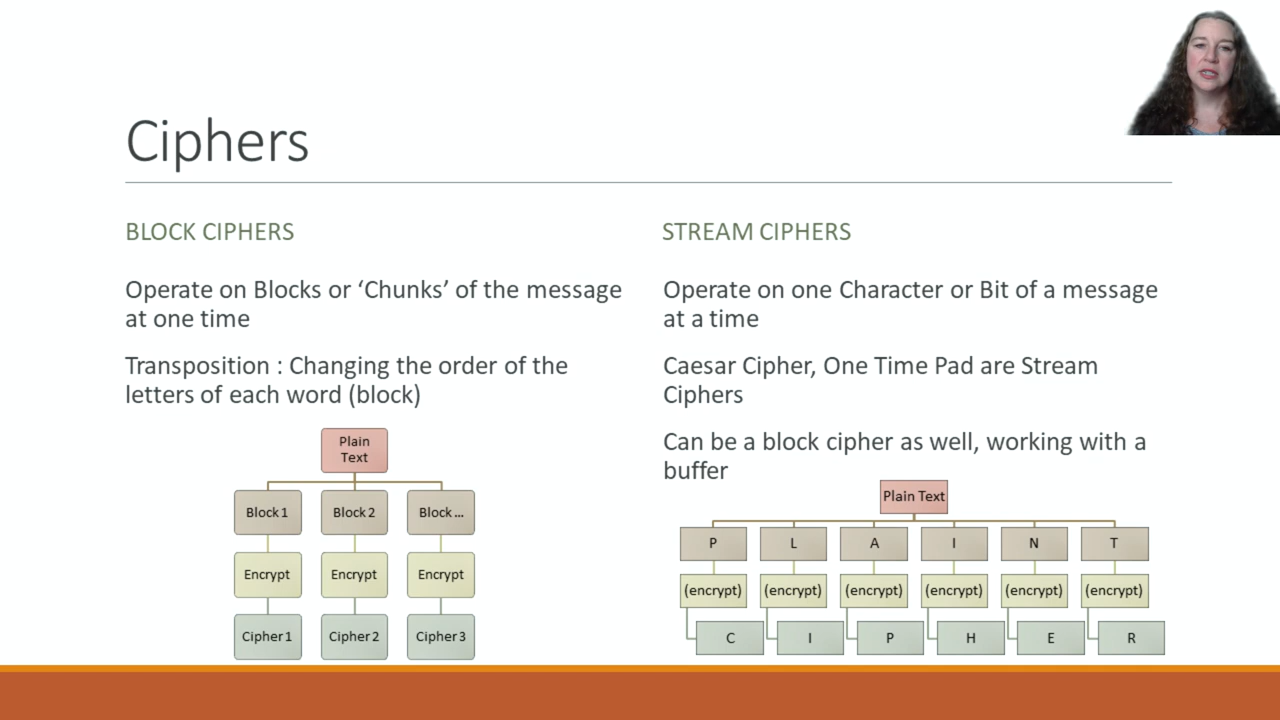 Ciphers
BLOCK CIPHERS
Operate on Blocks or ‘Chunks’ of the message
at one time
Transposition : Changing the order of the
letters of each word (block)
Plain
Text
Block 1 Block 2 Block ...
Encrypt Encrypt Encrypt
Cipher 1 Cipher 2 Cipher 3
STREAM CIPHERS
Operate on one Character or Bit of a message
at a time
Caesar Cipher, One Time Pad are Stream
Ciphers
Can be a block cipher as well, working with a
buffer
Plain Text
P L A I N T
(encrypt) (encrypt) (encrypt) (encrypt) (encrypt) (encrypt)
C I P H E R